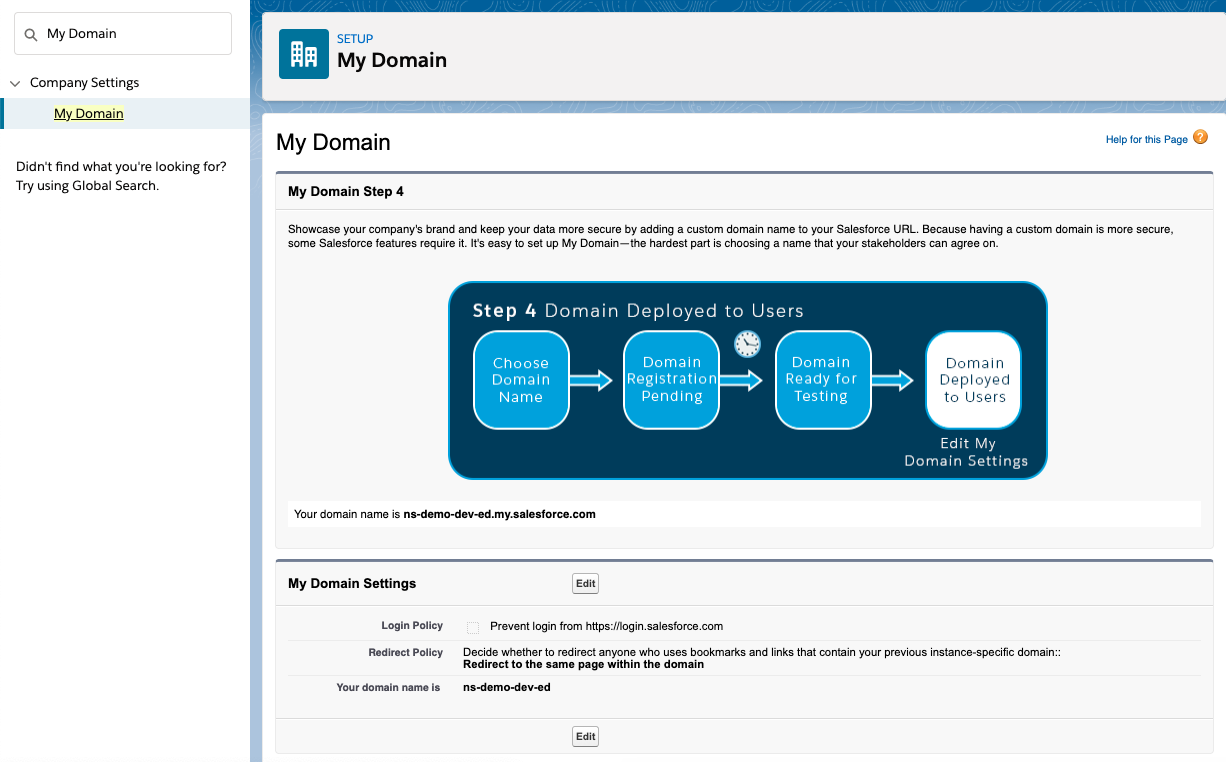 My Domain
Company Settings
My Domain
Didn't find what you're looking for?
Try using Global Search.
SETUP
My Domain
My Domain
Help for this Page ?
My Domain Step 4
Showcase your company's brand and keep your data more secure by adding a custom domain name to your Salesforce URL. Because having a custom domain is more secure,
some Salesforce features require it. It's easy to set up My Domain—the hardest part is choosing a name that your stakeholders can agree on.
Step 4 Domain Deployed to Users
Choose
Domain
Name
Domain
Registration
Pending
Domain
Ready for
Testing
Domain
Deployed
to Users
Edit My
Domain Settings
Your domain name is ns-demo-dev-ed.my.salesforce.com
My Domain Settings Edit
Login Policy Prevent login from https://login.salesforce.com
Redirect Policy Decide whether to redirect anyone who uses bookmarks and links that contain your previous instance-specific domain::
Redirect to the same page within the domain
Your domain name is ns-demo-dev-ed
Edit